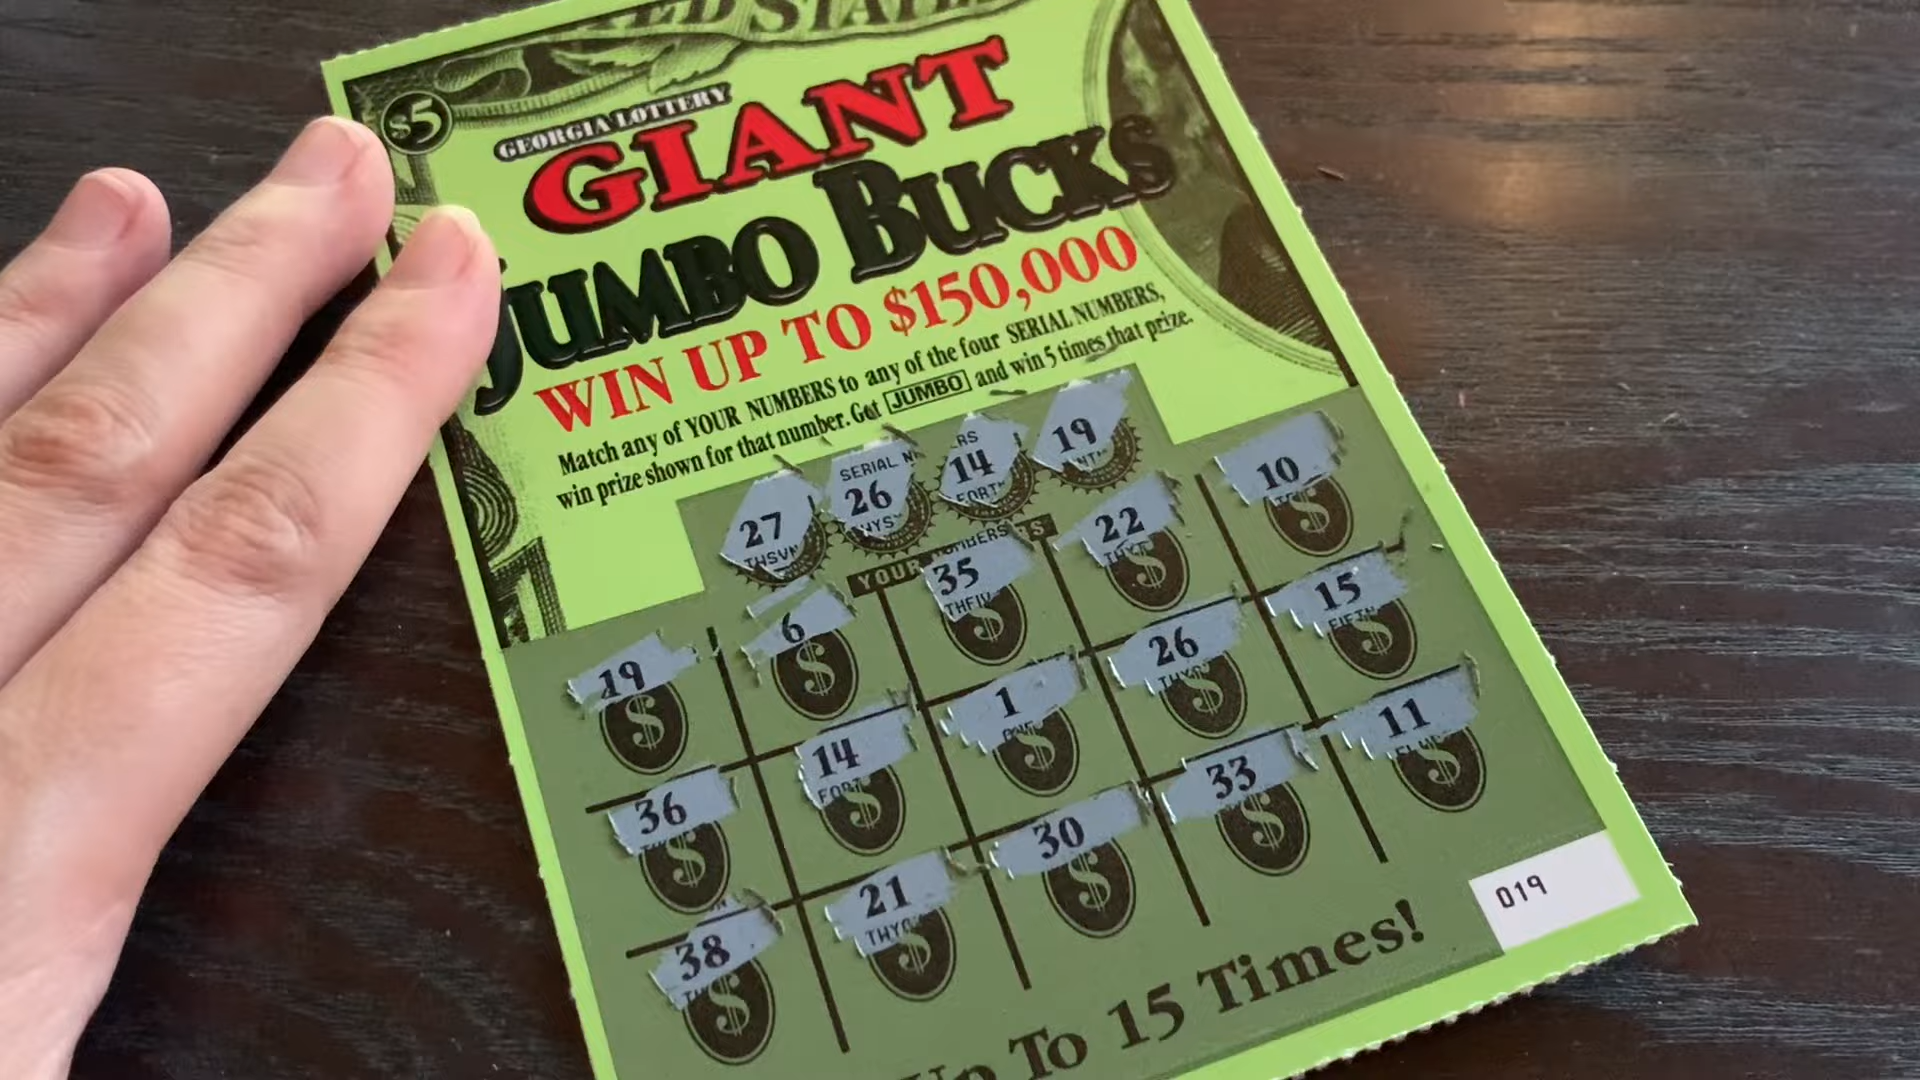 $5
GEORGIA LOTTERY
GIANT
JUMBO BUCKS
WIN UP TO $150,000
Match any of YOUR NUMBERS to any of the four SERIAL NUMBERS,
win prize shown for that number. Get JUMBO and win 5 times that prize.
SERIAL
27 26 14 19
YOUR
19 6 35 22 10
36 14 1 26 15
38 21 30 33 11
019
Up To 15 Times!